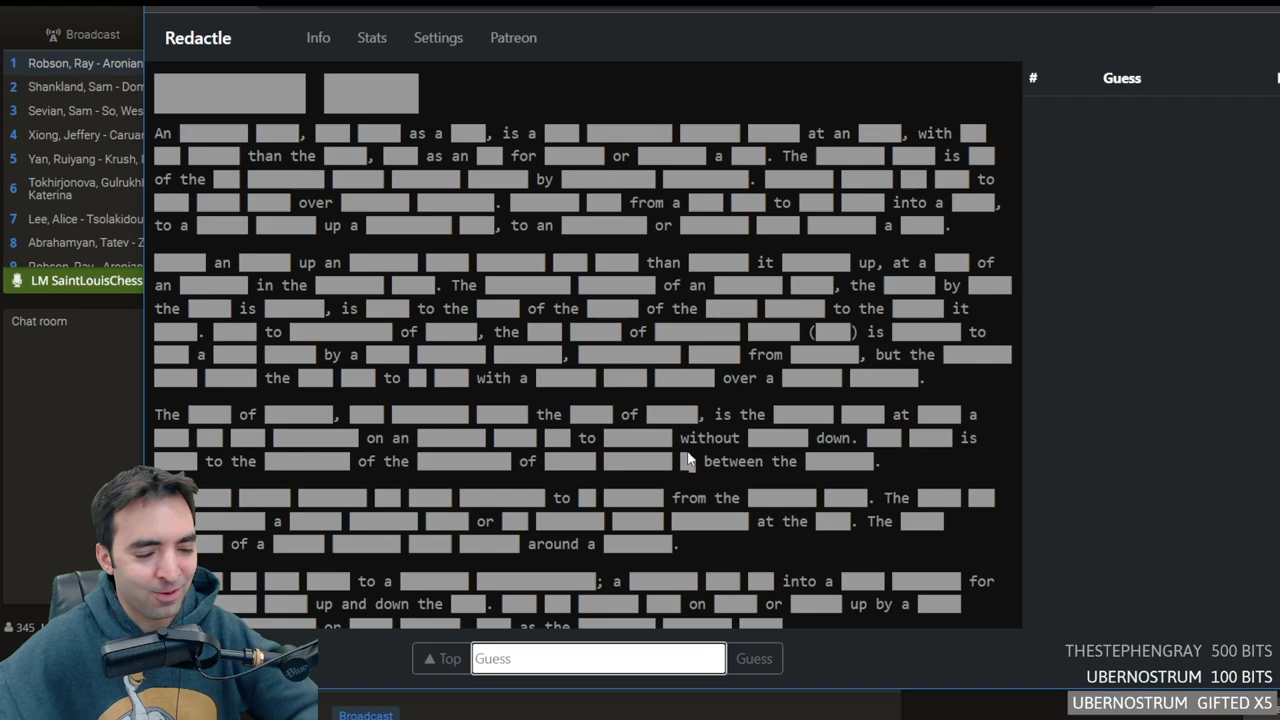 Broadcast
Redactle
Info
Stats
Settings
Patreon
1 Robson, Ray - Aronian
2 Shankland, Sam - Dom
3 Sevian, Sam - So, Wes
4 Xiong, Jeffery - Caruan
5 Yan, Ruiyang - Krush, I
6 Tokhirjonova, Gulrukh
Katerina
7 Lee, Alice - Tsolakidou
8 Abrahamyan, Tatev - Z
9 Robson, Ray - Aronian
LM SaintLouisChess
Chat room
345
# Guess
An , as a , is a at an , with
than the , as an for or a . The is
of the by . to
over . from a to into a ,
to a up a , to an or a .
an up an than it up, at a of
an in the . The of an , the by
the is , is to the of the of the to the it
. to of , the of ( ) is to
a by a , from , but the
the to with a over a .
The of , the of , is the at a
on an to without down. is
to the of the of between the .
to from the . The
a or at the . The
of a around a .
to a ; a into a for
up and down the . on or up by a
or as the
Top
Guess
Guess
Blue
Broadcast
THESTEPHENGRAY 500 BITS
UBERNOSTRUM 100 BITS
UBERNOSTRUM GIFTED X5